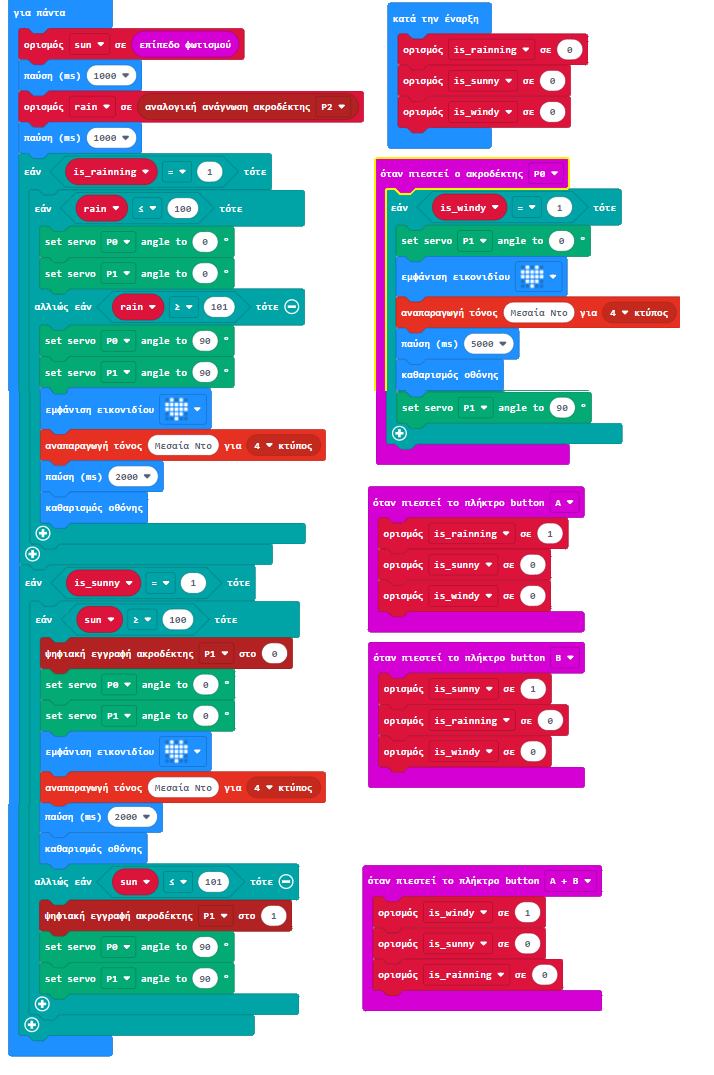 για πάντα
ορισμός sun σε επίπεδο φωτισμού
παύση (ms) 1000
ορισμός rain σε αναλογική ανάγνωση ακροδέκτης P2
παύση (ms) 1000
εάν is_rainning = 1 τότε
εάν rain ≤ 100 τότε
set servo P0 angle to 0 °
set servo P1 angle to 0 °
αλλιώς εάν rain ≥ 101 τότε
set servo P0 angle to 90 °
set servo P1 angle to 90 °
εμφάνιση εικονιδίου
αναπαραγωγή τόνος Μεσαία Ντο για 4 κτύπος
παύση (ms) 2000
καθαρισμός οθόνης
εάν is_sunny = 1 τότε
εάν sun ≥ 100 τότε
ψηφιακή εγγραφή ακροδέκτης P1 στο 0
set servo P0 angle to 0 °
set servo P1 angle to 0 °
εμφάνιση εικονιδίου
αναπαραγωγή τόνος Μεσαία Ντο για 4 κτύπος
παύση (ms) 2000
καθαρισμός οθόνης
αλλιώς εάν sun ≤ 101 τότε
ψηφιακή εγγραφή ακροδέκτης P1 στο 1
set servo P0 angle to 90 °
set servo P1 angle to 90 °
κατά την έναρξη
ορισμός is_rainning σε 0
ορισμός is_sunny σε 0
ορισμός is_windy σε 0
όταν πιεστεί ο ακροδέκτης P0
εάν is_windy = 1 τότε
set servo P1 angle to 0 °
εμφάνιση εικονιδίου
αναπαραγωγή τόνος Μεσαία Ντο για 4 κτύπος
παύση (ms) 5000
καθαρισμός οθόνης
set servo P1 angle to 90 °
όταν πιεστεί το πλήκτρο button A
ορισμός is_rainning σε 1
ορισμός is_sunny σε 0
ορισμός is_windy σε 0
όταν πιεστεί το πλήκτρο button B
ορισμός is_sunny σε 1
ορισμός is_rainning σε 0
ορισμός is_windy σε 0
όταν πιεστεί το πλήκτρο button A + B
ορισμός is_windy σε 1
ορισμός is_sunny σε 0
ορισμός is_rainning σε 0